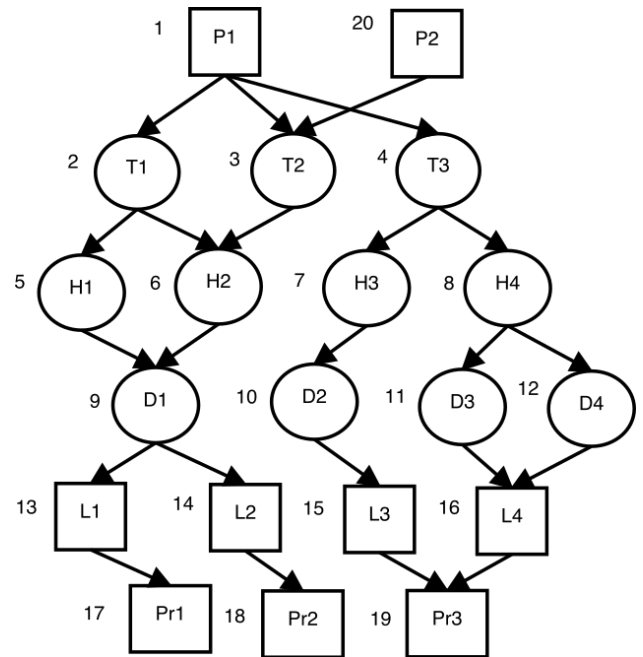 1 P1 20 P2
2 T1 3 T2 4 T3
5 H1 6 H2 7 H3 8 H4
9 D1 10 D2 11 D3 12 D4
13 L1 14 L2 15 L3 16 L4
17 Pr1 18 Pr2 19 Pr3